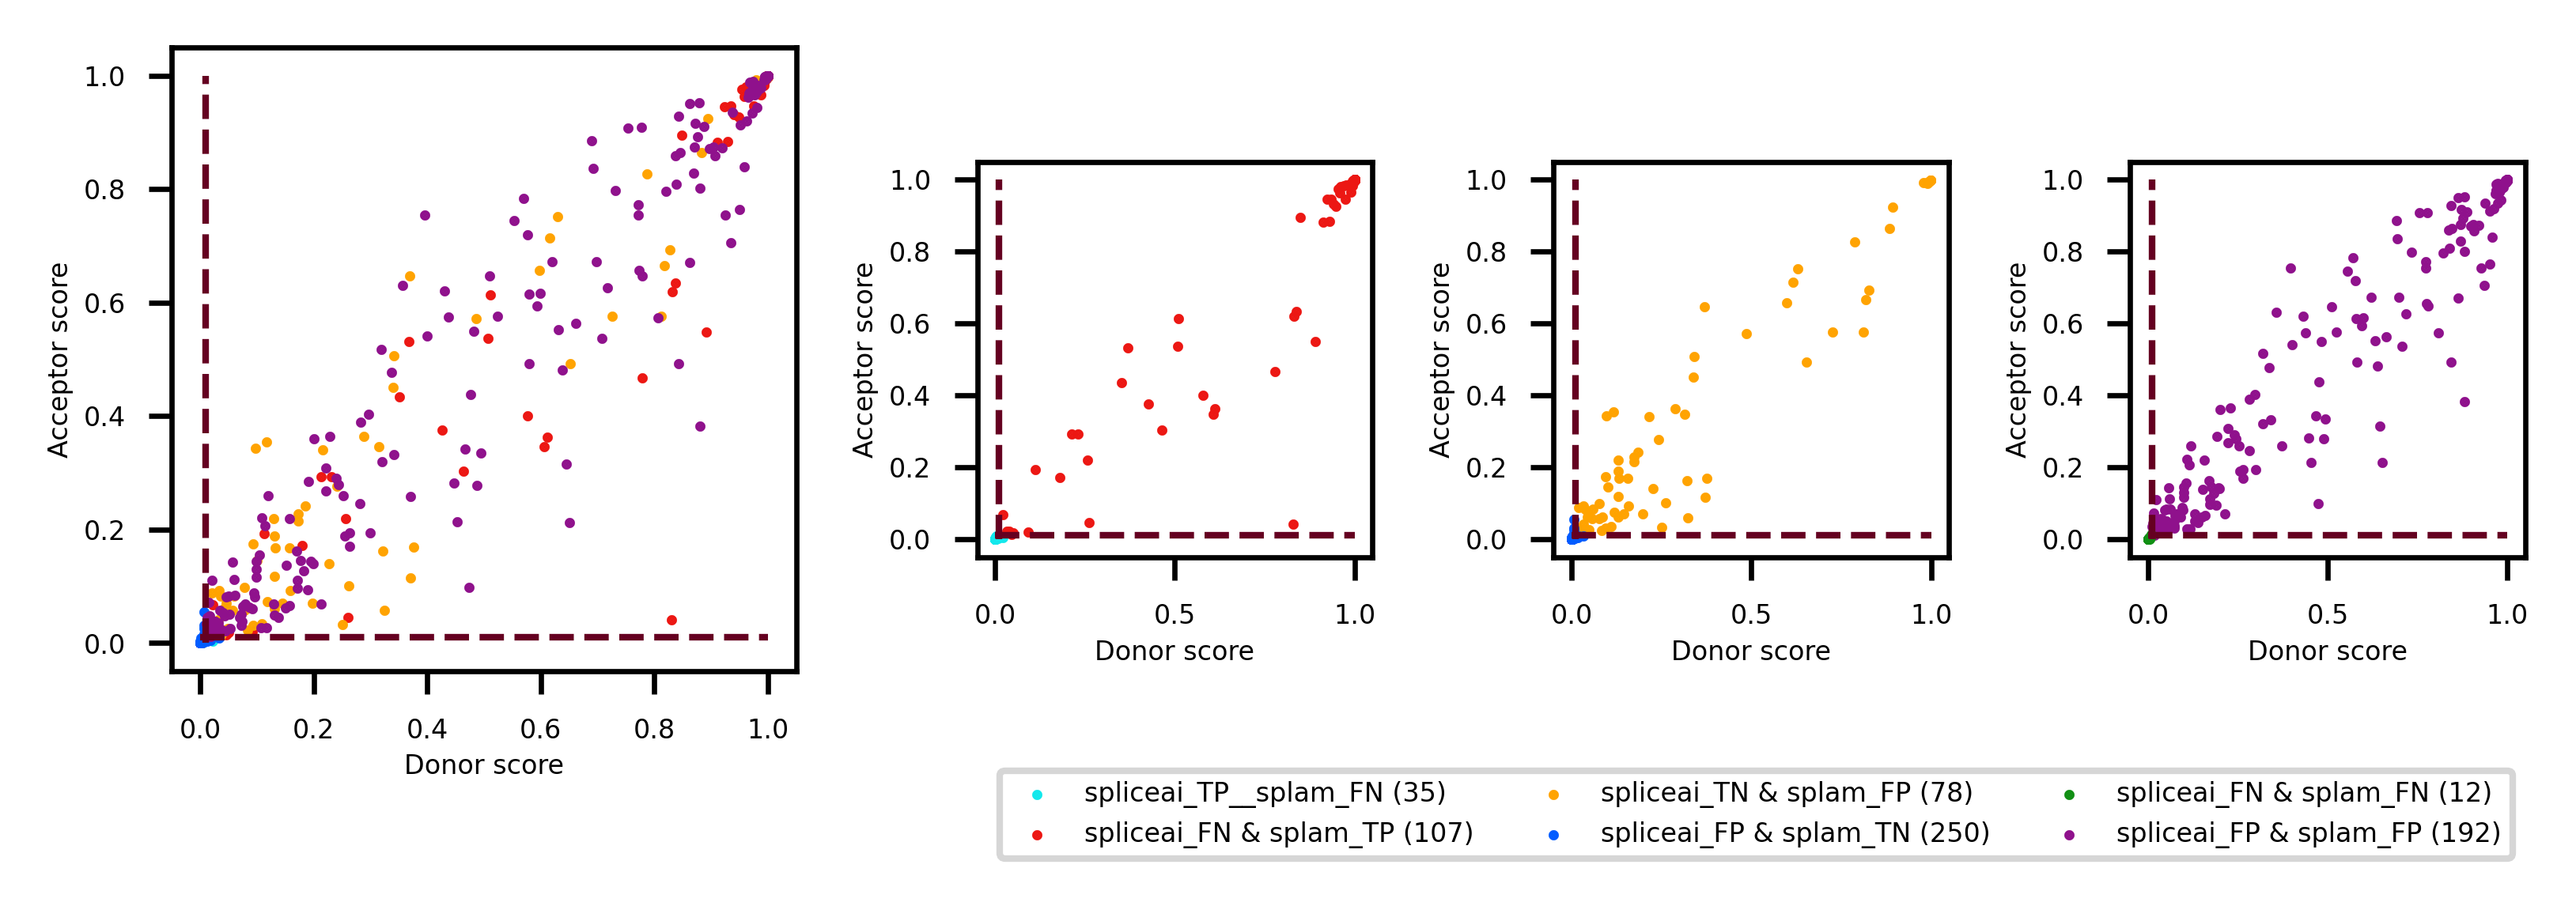 1.0
0.8
0.6
0.4
0.2
0.0
Acceptor score
0.0 0.2 0.4 0.6 0.8 1.0
Donor score
1.0
0.8
0.6
0.4
0.2
0.0
Acceptor score
0.0 0.5 1.0
Donor score
1.0
0.8
0.6
0.4
0.2
0.0
Acceptor score
0.0 0.5 1.0
Donor score
1.0
0.8
0.6
0.4
0.2
0.0
Acceptor score
0.0 0.5 1.0
Donor score
spliceai_TP__splam_FN (35)
spliceai_FN & splam_TP (107)
spliceai_TN & splam_FP (78)
spliceai_FP & splam_TN (250)
spliceai_FN & splam_FN (12)
spliceai_FP & splam_FP (192)